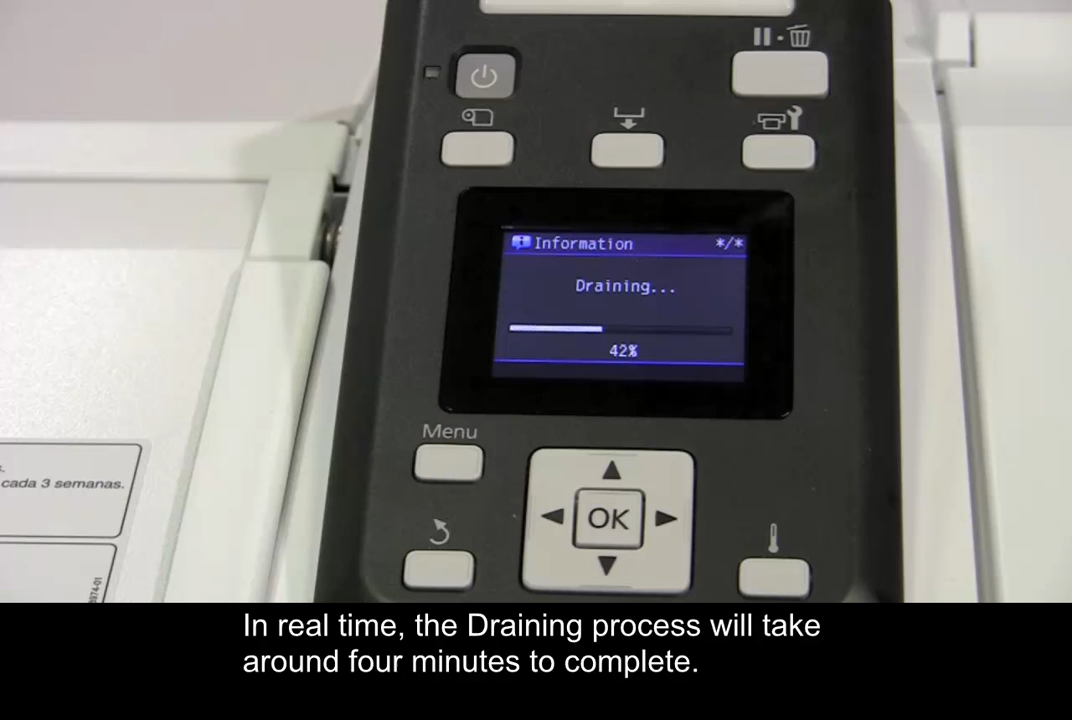 Information */*
Draining...
42%
Menu
OK
cada 3 semanas.
In real time, the Draining process will take
around four minutes to complete.